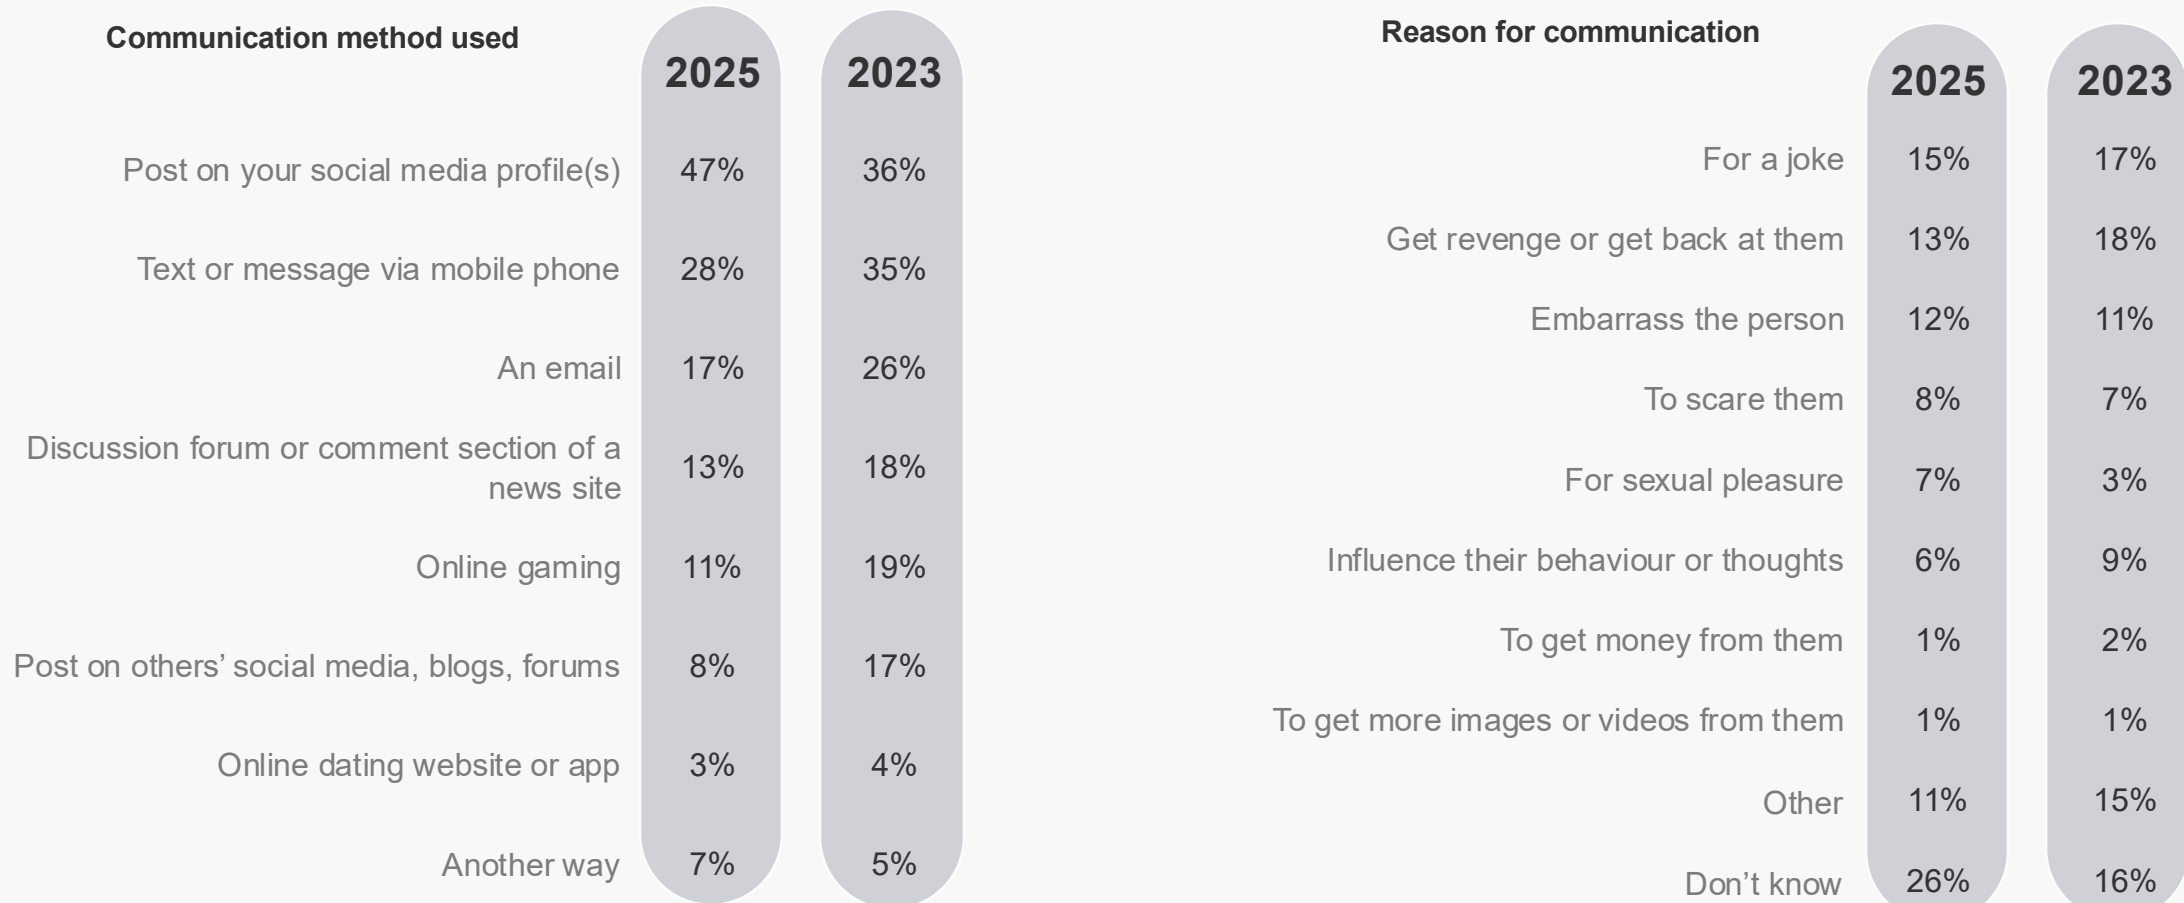 Communication method used
2025 2023
Post on your social media profile(s) 47% 36%
Text or message via mobile phone 28% 35%
An email 17% 26%
Discussion forum or comment section of a
news site 13% 18%
Online gaming 11% 19%
Post on others’ social media, blogs, forums 8% 17%
Online dating website or app 3% 4%
Another way 7% 5%
Reason for communication
2025 2023
For a joke 15% 17%
Get revenge or get back at them 13% 18%
Embarrass the person 12% 11%
To scare them 8% 7%
For sexual pleasure 7% 3%
Influence their behaviour or thoughts 6% 9%
To get money from them 1% 2%
To get more images or videos from them 1% 1%
Other 11% 15%
Don’t know 26% 16%